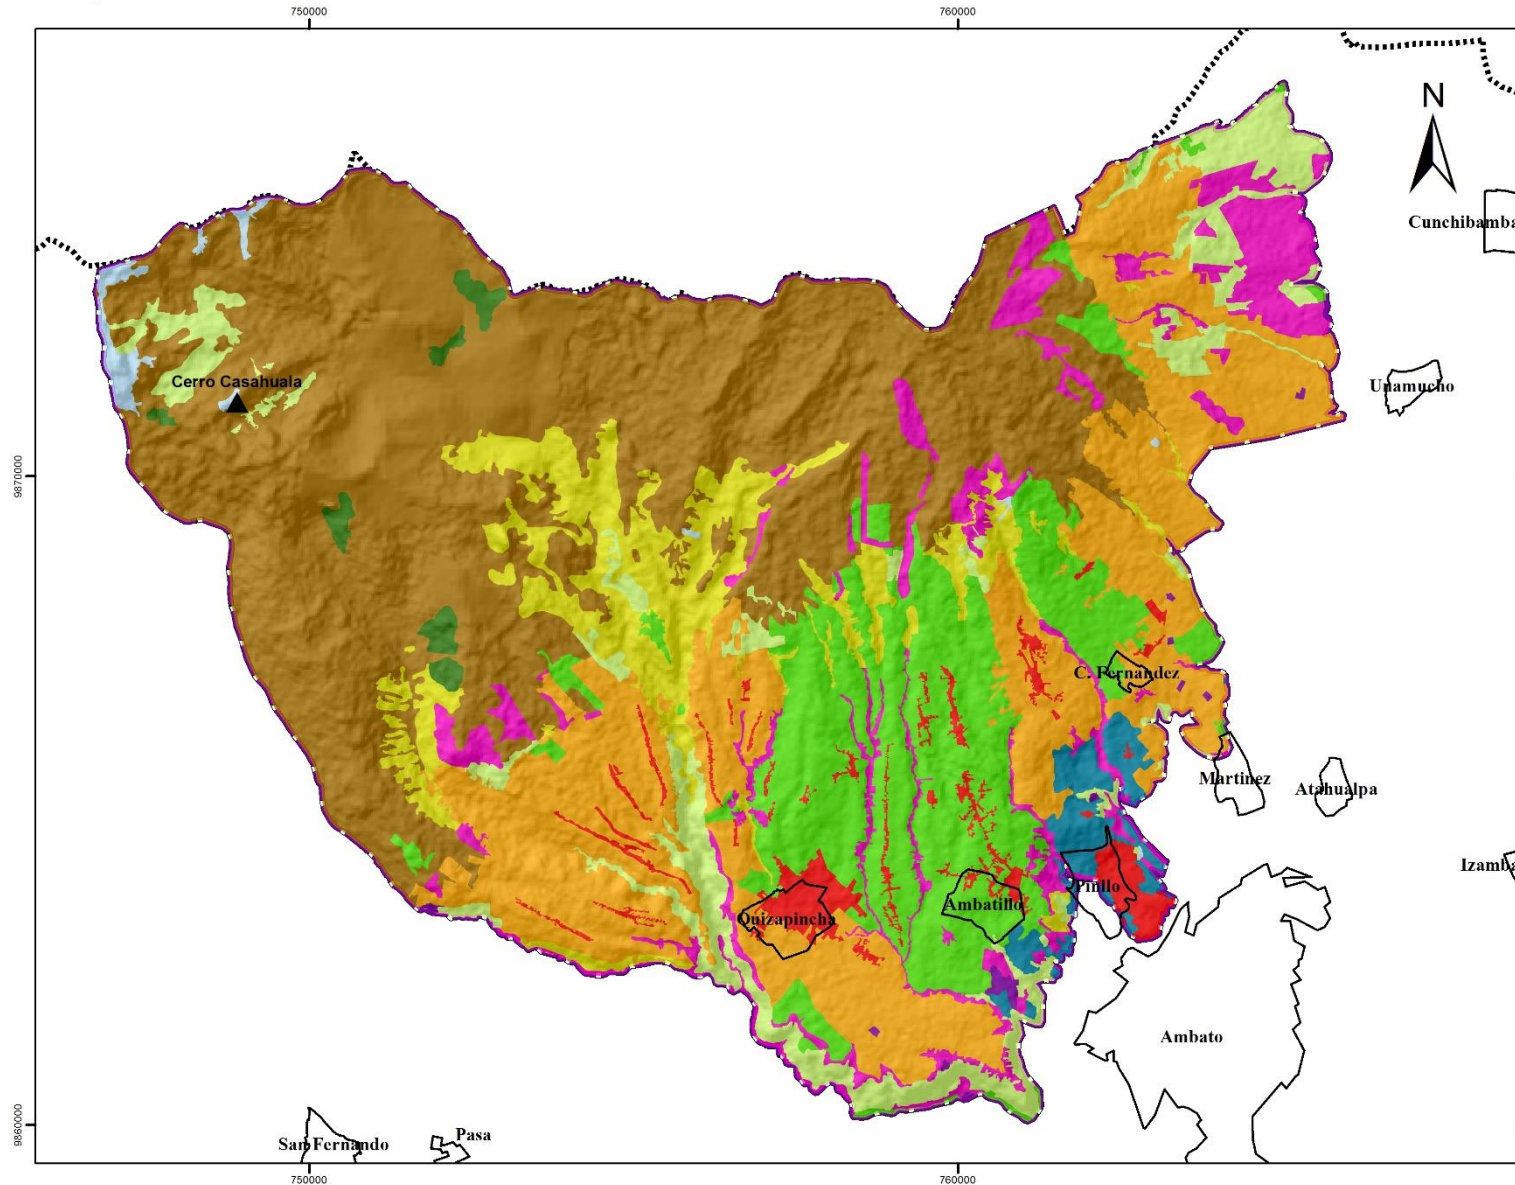 750000
760000
N
Cunchibamba
Cerro Casahuala
Unamucho
9870000
C. Fernandez
Martinez
Atahualpa
Izamba
Pinllo
Ambatillo
Quizapincha
Ambato
9860000
San Fernando
Pasa
750000
760000